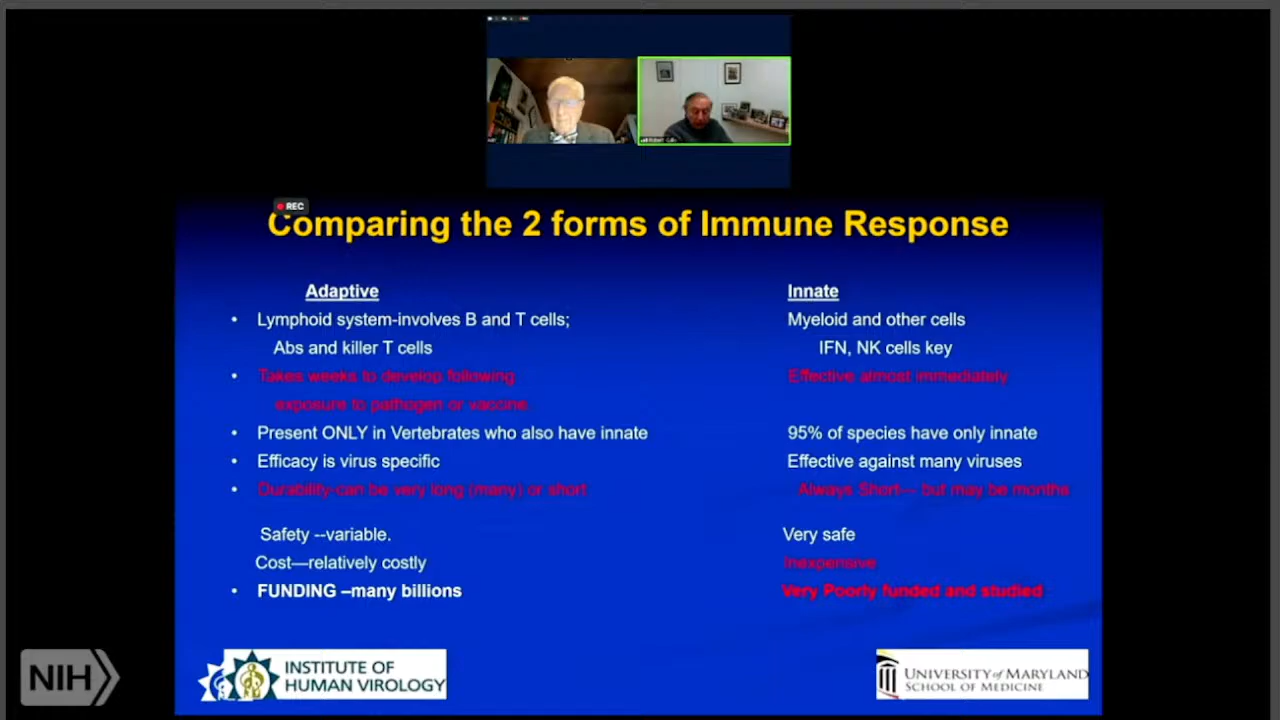 Robert Gallo
REC
Comparing the 2 forms of Immune Response
Adaptive
Innate
• Lymphoid system-involves B and T cells;
Myeloid and other cells
Abs and killer T cells
IFN, NK cells key
• Takes weeks to develop following
Effective almost immediately
exposure to pathogen or vaccine.
• Present ONLY in Vertebrates who also have innate
95% of species have only innate
• Efficacy is virus specific
Effective against many viruses
• Durability-can be very long (many) or short
Always Short— but may be months
Safety --variable.
Very safe
Cost—relatively costly
Inexpensive
• FUNDING –many billions
Very Poorly funded and studied
NIH
INSTITUTE OF
HUMAN VIROLOGY
UNIVERSITY of MARYLAND
SCHOOL OF MEDICINE